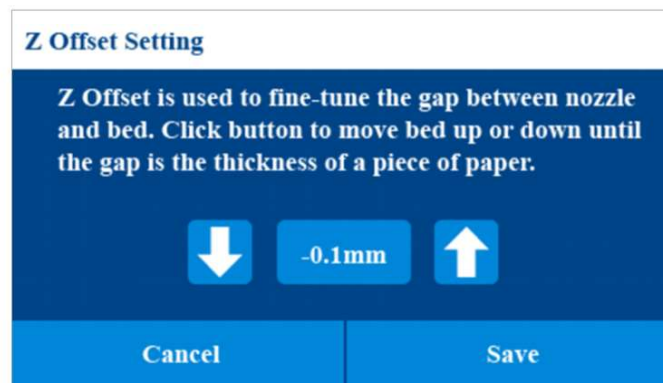 Z Offset Setting
Z Offset is used to fine-tune the gap between nozzle
and bed. Click button to move bed up or down until
the gap is the thickness of a piece of paper.
-0.1mm
Cancel
Save